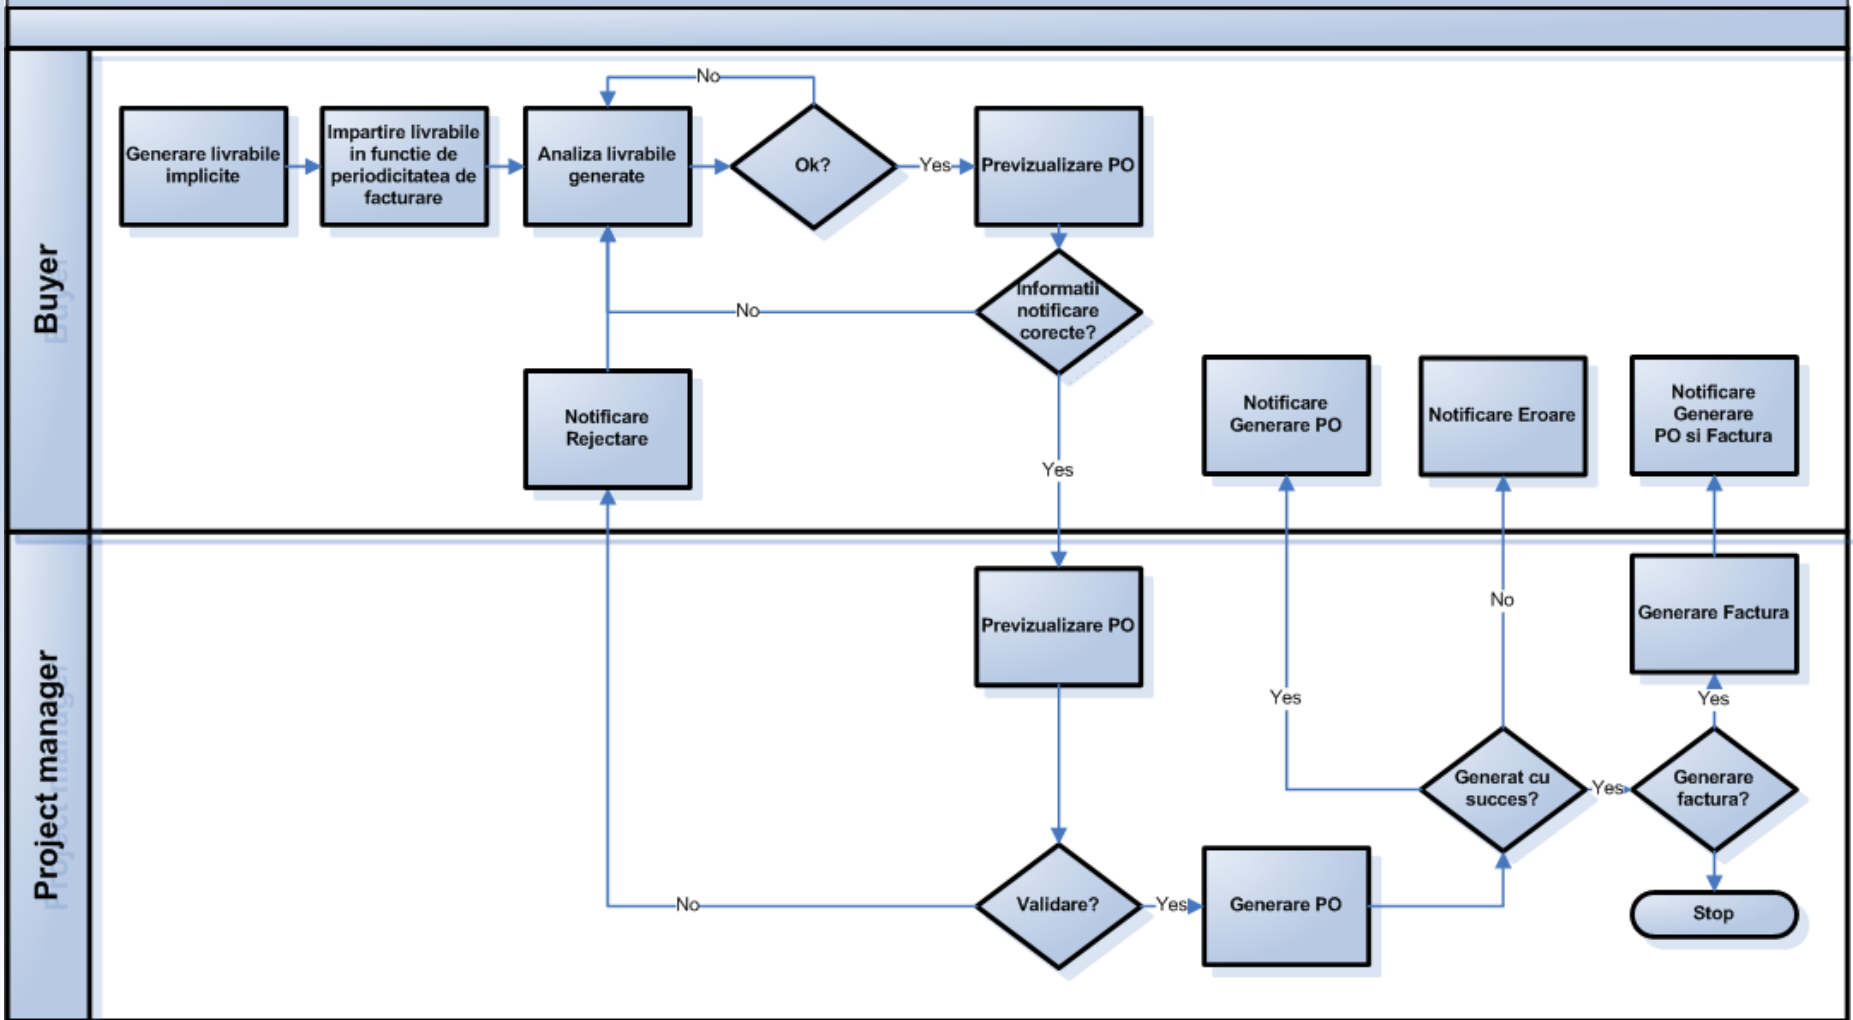 Buyer
No
Generare livrabile
implicite
Impartire livrabile
in functie de
periodicitatea de
facturare
Analiza livrabile
generate
Ok?
Yes
Previzualizare PO
Informatii
notificare
corecte?
No
Notificare
Rejectare
Yes
Notificare
Generare PO
Notificare Eroare
Notificare
Generare
PO si Factura
Project manager
Previzualizare PO
No
Generare Factura
Yes
Yes
Generat cu
succes?
Yes
Generare
factura?
No
Validare?
Yes
Generare PO
Stop